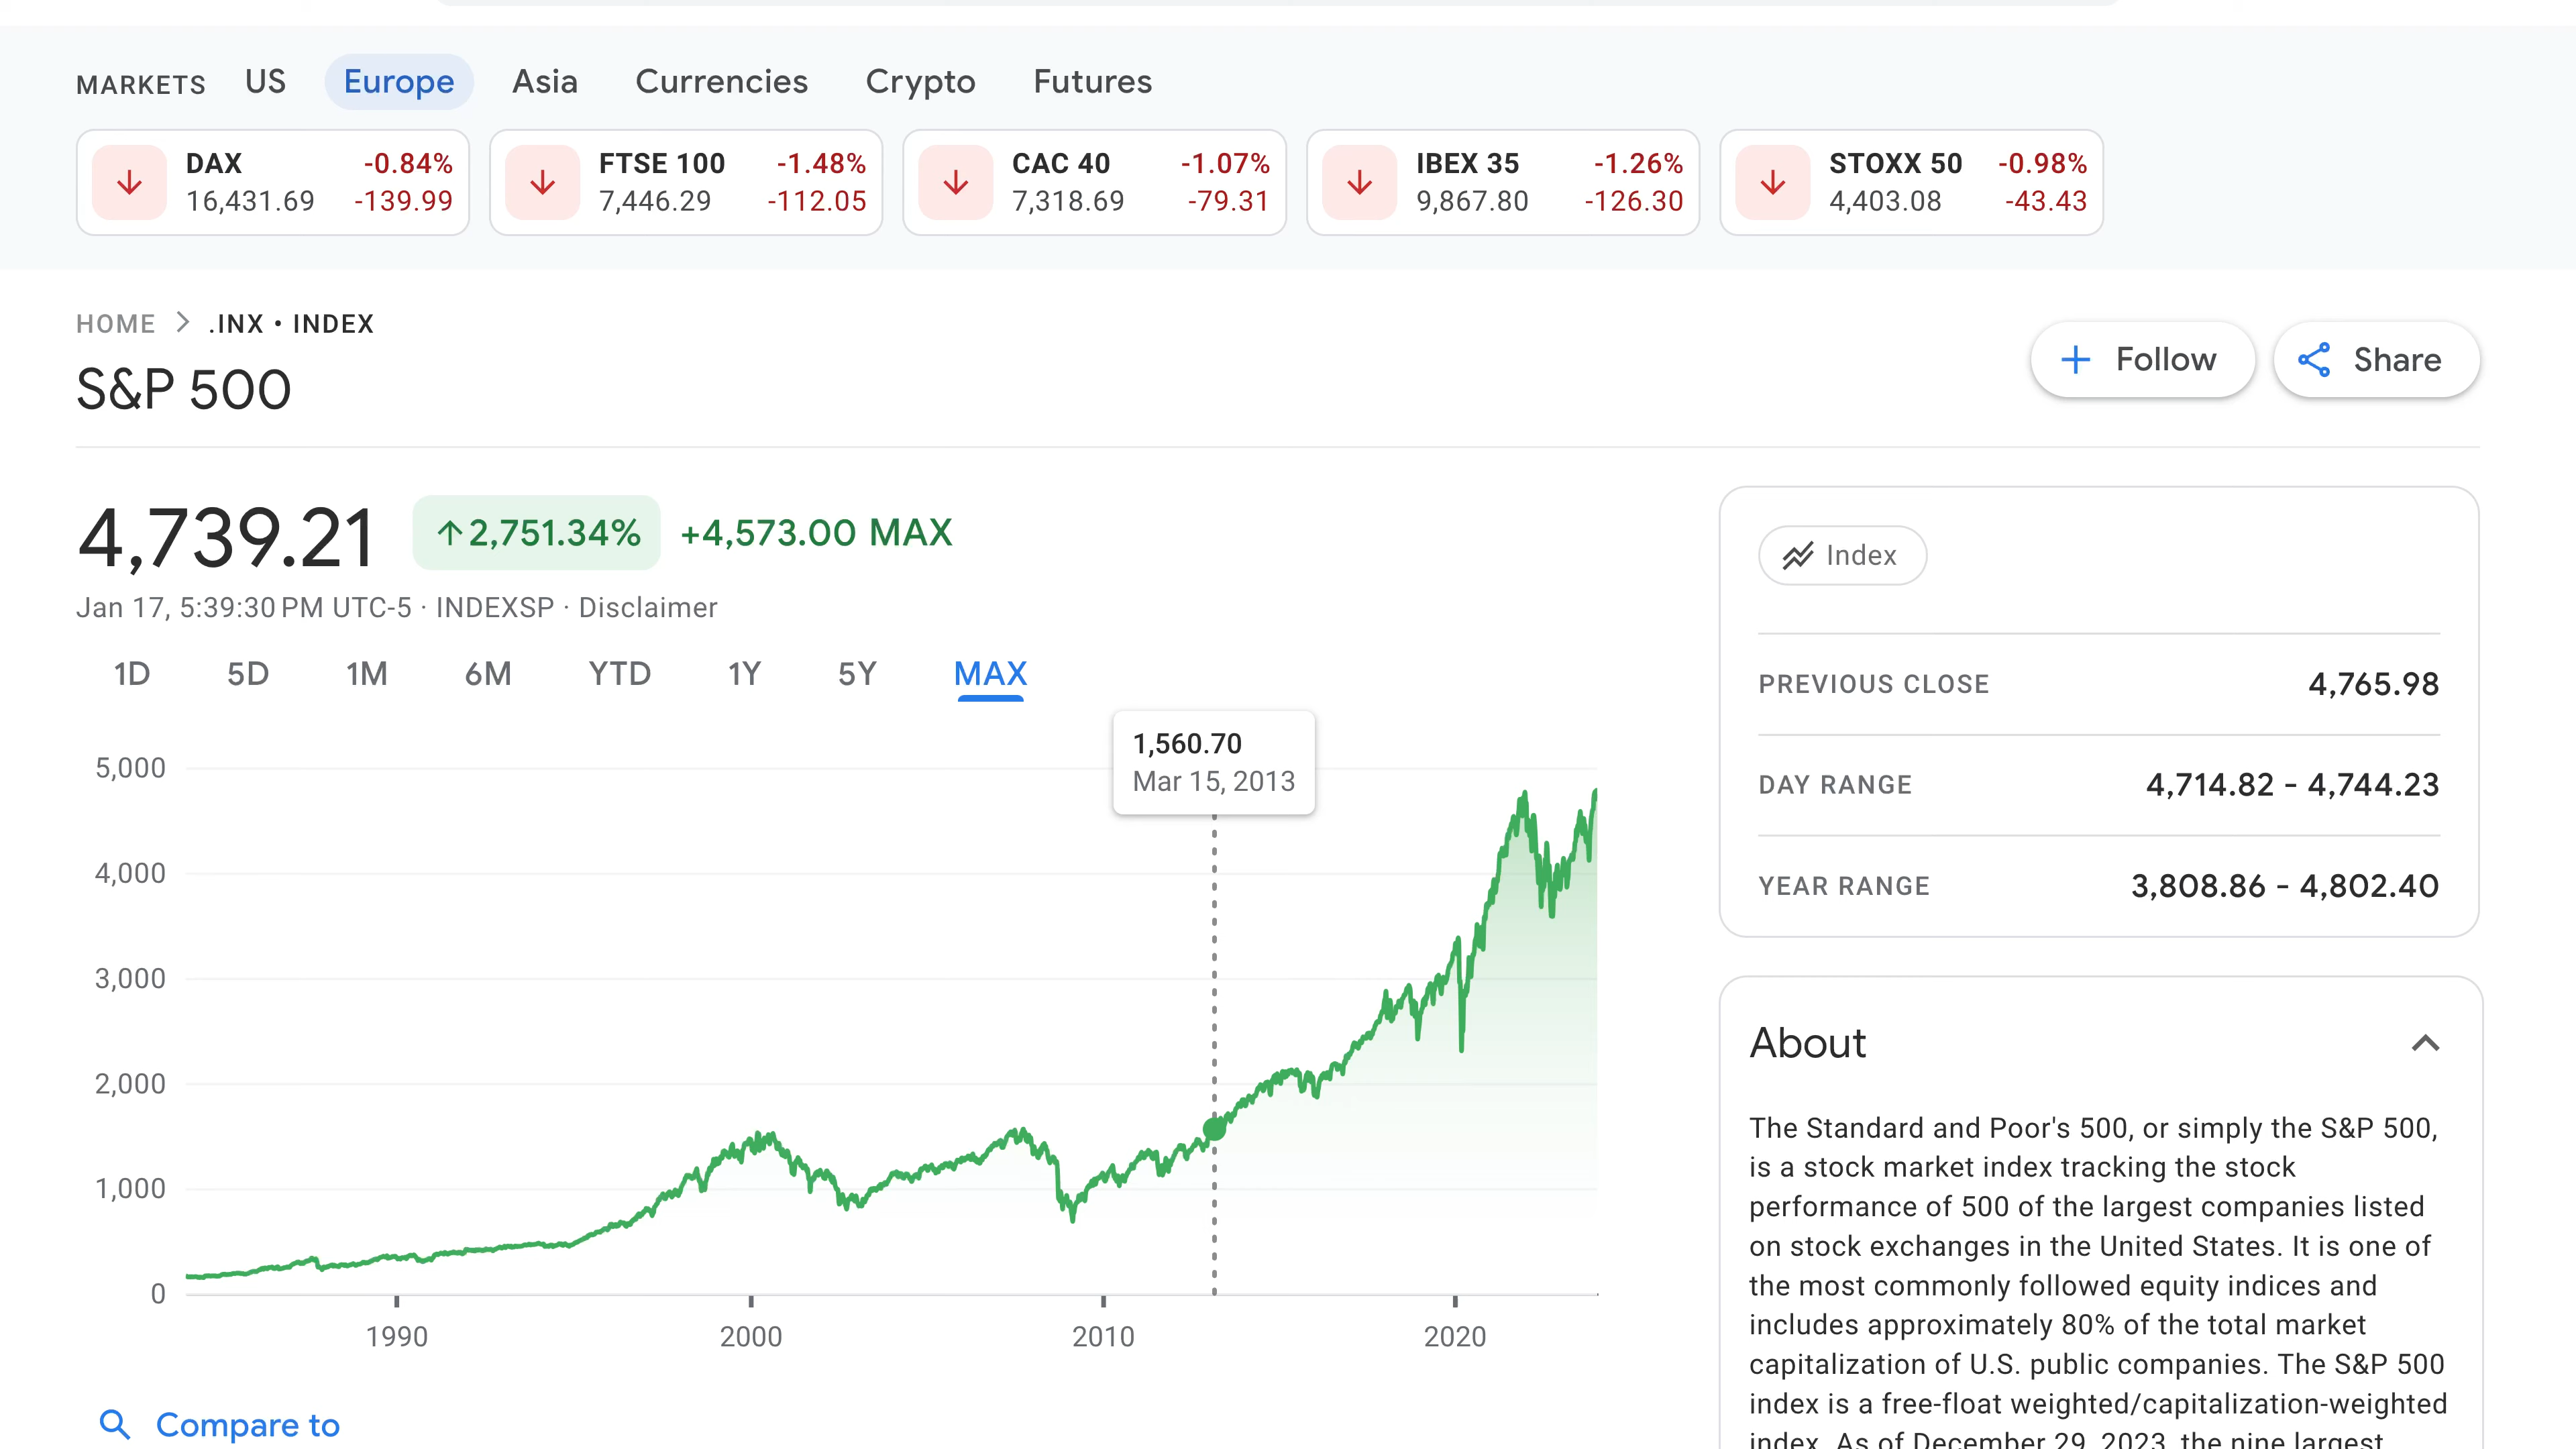 MARKETS US Europe Asia Currencies Crypto Futures
DAX -0.84%
16,431.69 -139.99
FTSE 100 -1.48%
7,446.29 -112.05
CAC 40 -1.07%
7,318.69 -79.31
IBEX 35 -1.26%
9,867.80 -126.30
STOXX 50 -0.98%
4,403.08 -43.43
HOME > .INX • INDEX
S&P 500
Follow
Share
4,739.21 ↑2,751.34% +4,573.00 MAX
Jan 17, 5:39:30 PM UTC-5 · INDEXSP · Disclaimer
1D 5D 1M 6M YTD 1Y 5Y MAX
1,560.70
Mar 15, 2013
5,000
4,000
3,000
2,000
1,000
0
1990 2000 2010 2020
Compare to
Index
PREVIOUS CLOSE 4,765.98
DAY RANGE 4,714.82 - 4,744.23
YEAR RANGE 3,808.86 - 4,802.40
About
The Standard and Poor's 500, or simply the S&P 500,
is a stock market index tracking the stock
performance of 500 of the largest companies listed
on stock exchanges in the United States. It is one of
the most commonly followed equity indices and
includes approximately 80% of the total market
capitalization of U.S. public companies. The S&P 500
index is a free-float weighted/capitalization-weighted
index. As of December 29, 2023, the nine largest